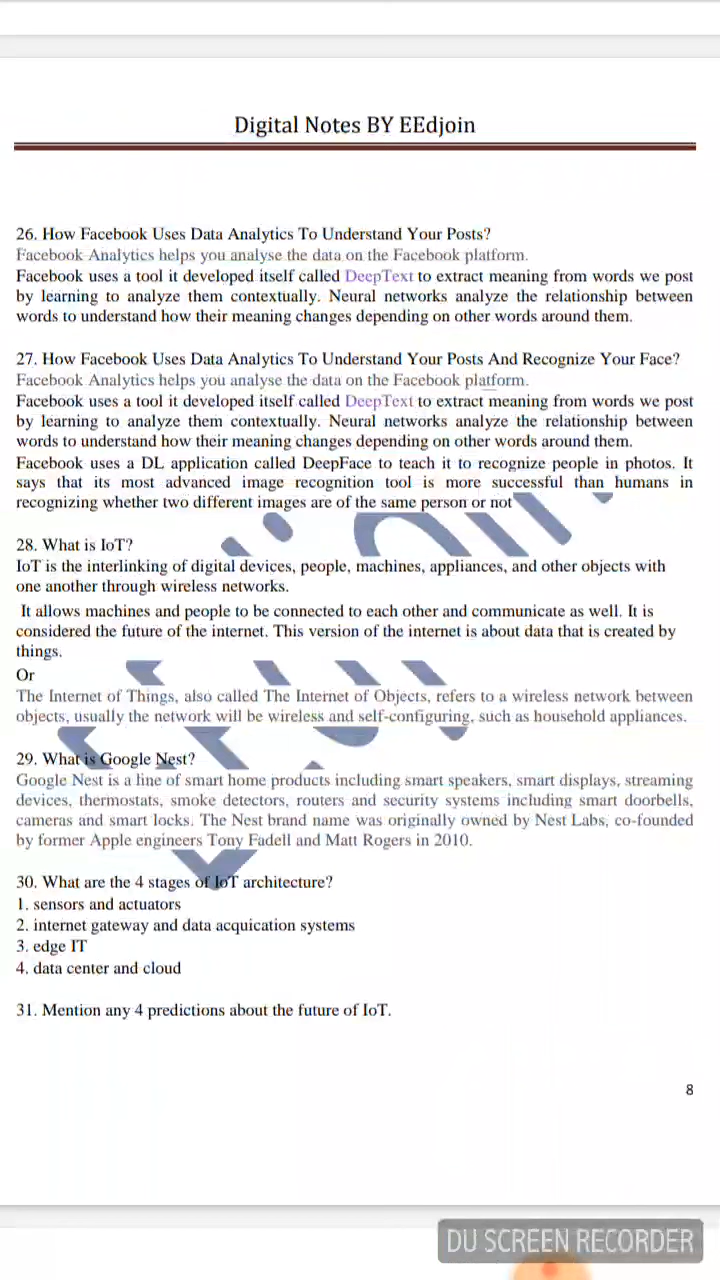 Digital Notes BY EEdjoin
26. How Facebook Uses Data Analytics To Understand Your Posts?
Facebook Analytics helps you analyse the data on the Facebook platform.
Facebook uses a tool it developed itself called DeepText to extract meaning from words we post
by learning to analyze them contextually. Neural networks analyze the relationship between
words to understand how their meaning changes depending on other words around them.
27. How Facebook Uses Data Analytics To Understand Your Posts And Recognize Your Face?
Facebook Analytics helps you analyse the data on the Facebook platform.
Facebook uses a tool it developed itself called DeepText to extract meaning from words we post
by learning to analyze them contextually. Neural networks analyze the relationship between
words to understand how their meaning changes depending on other words around them.
Facebook uses a DL application called DeepFace to teach it to recognize people in photos. It
says that its most advanced image recognition tool is more successful than humans in
recognizing whether two different images are of the same person or not
28. What is IoT?
IoT is the interlinking of digital devices, people, machines, appliances, and other objects with
one another through wireless networks.
It allows machines and people to be connected to each other and communicate as well. It is
considered the future of the internet. This version of the internet is about data that is created by
things.
Or
The Internet of Things, also called The Internet of Objects, refers to a wireless network between
objects, usually the network will be wireless and self-configuring, such as household appliances.
29. What is Google Nest?
Google Nest is a line of smart home products including smart speakers, smart displays, streaming
devices, thermostats, smoke detectors, routers and security systems including smart doorbells,
cameras and smart locks. The Nest brand name was originally owned by Nest Labs, co-founded
by former Apple engineers Tony Fadell and Matt Rogers in 2010.
30. What are the 4 stages of IoT architecture?
1. sensors and actuators
2. internet gateway and data acquication systems
3. edge IT
4. data center and cloud
31. Mention any 4 predictions about the future of IoT.
8
DU SCREEN RECORDER